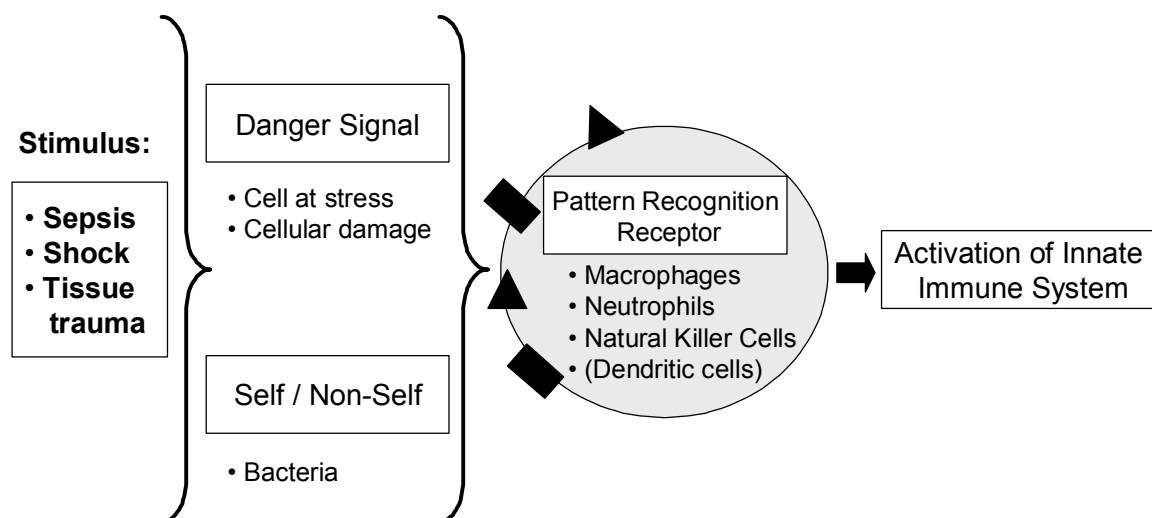 Stimulus:
• Sepsis
• Shock
• Tissue
trauma
Danger Signal
• Cell at stress
• Cellular damage
Self / Non-Self
• Bacteria
Pattern Recognition
Receptor
• Macrophages
• Neutrophils
• Natural Killer Cells
• (Dendritic cells)
Activation of Innate
Immune System